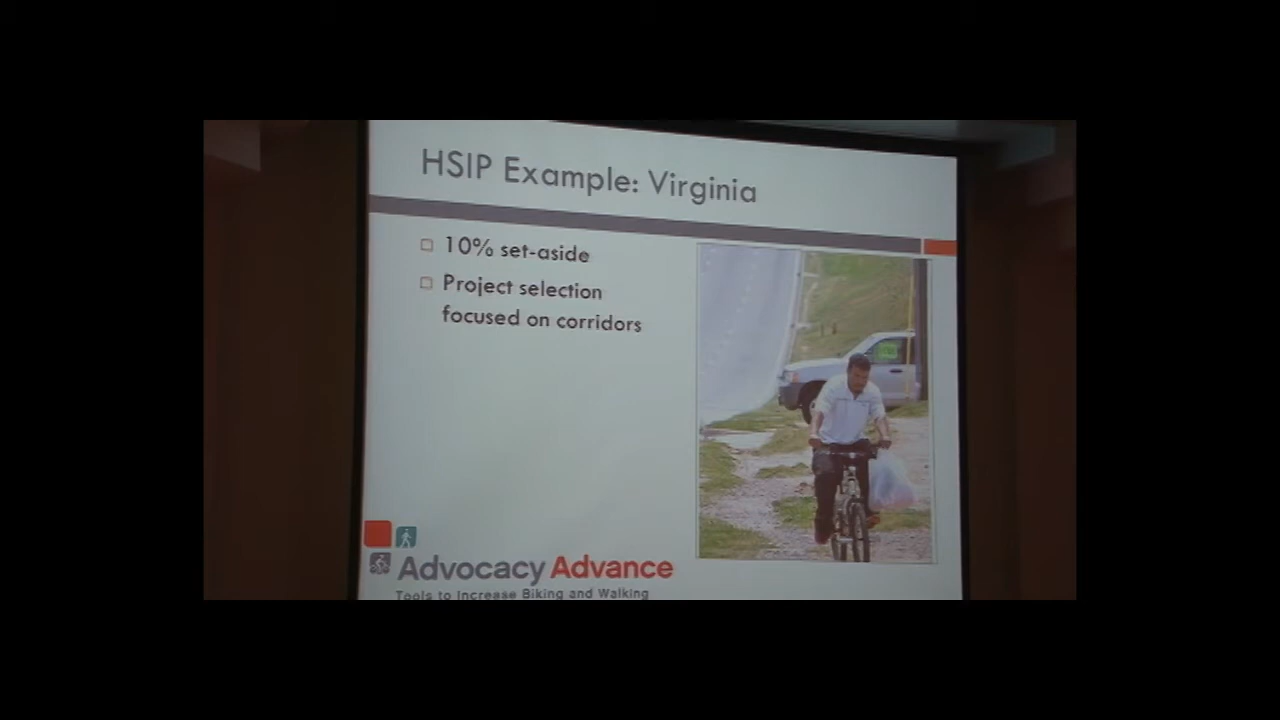 HSIP Example: Virginia
10% set-aside
Project selection
focused on corridors
Advocacy Advance
Tools to Increase Biking and Walking